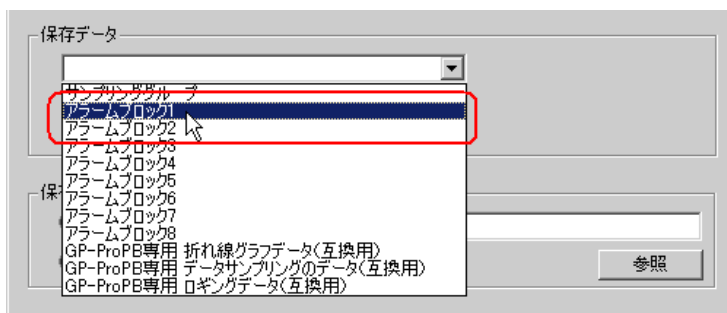 保存データ
サンプリンググループ
アラームブロック1
アラームブロック2
アラームブロック3
アラームブロック4
アラームブロック5
アラームブロック6
アラームブロック7
アラームブロック8
GP-ProPB専用 折れ線グラフデータ(互換用)
GP-ProPB専用 データサンプリングのデータ(互換用)
GP-ProPB専用 ロギングデータ(互換用)
保
参照